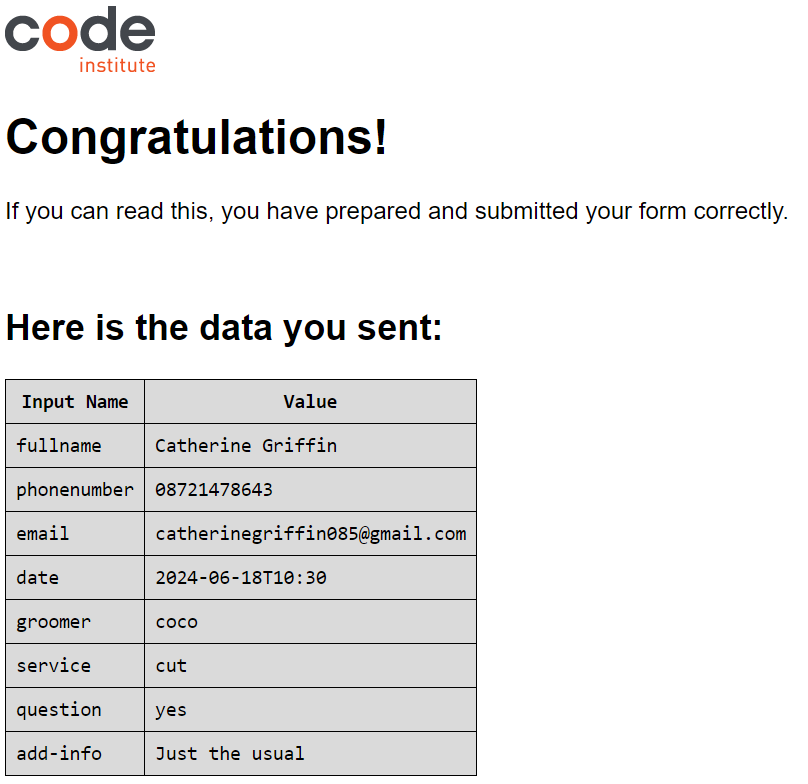 code
institute
Congratulations!
If you can read this, you have prepared and submitted your form correctly.
Here is the data you sent:
Input Name Value
fullname Catherine Griffin
phonenumber 08721478643
email catherinegriffin085@gmail.com
date 2024-06-18T10:30
groomer coco
service cut
question yes
add-info Just the usual